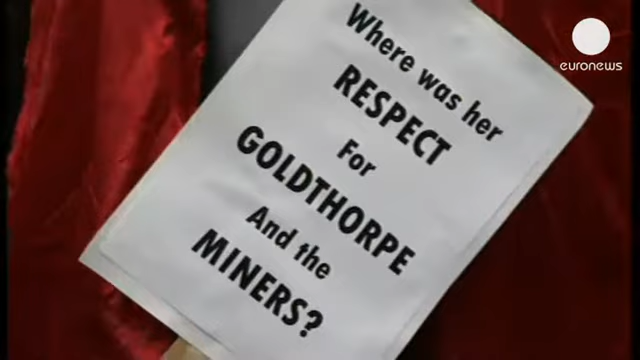 Where was her
RESPECT
For
GOLDTHORPE
And the
MINERS?
euronews